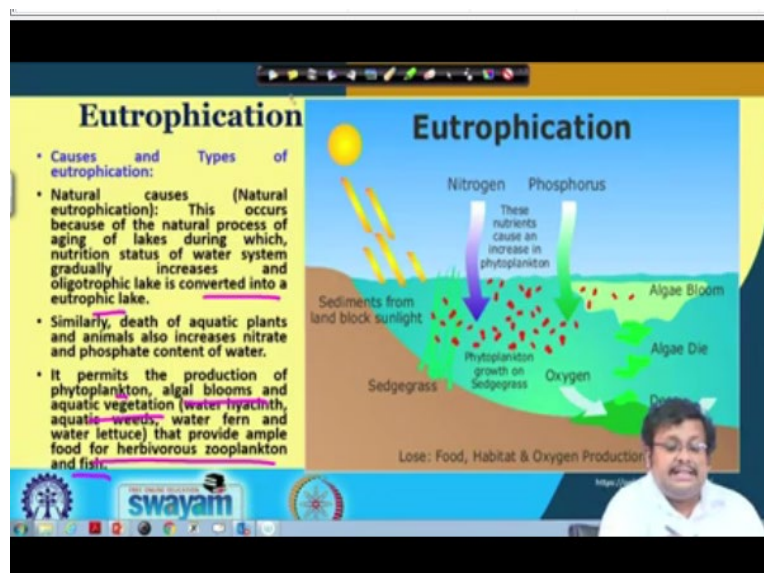 Eutrophication
• Causes and Types of
eutrophication:
• Natural causes (Natural
eutrophication): This occurs
because of the natural process of
aging of lakes during which,
nutrition status of water system
gradually increases and
oligotrophic lake is converted into a
eutrophic lake.
• Similarly, death of aquatic plants
and animals also increases nitrate
and phosphate content of water.
• It permits the production of
phytoplankton, algal blooms and
aquatic vegetation (water hyacinth,
aquatic weeds, water fern and
water lettuce) that provide ample
food for herbivorous zooplankton
and fish.
Eutrophication
Nitrogen Phosphorus
These
nutrients
cause an
increase in
phytoplankton
Sediments from
land block sunlight
Algae Bloom
Algae Die
Phytoplankton
growth on
Sedgegrass
Sedgegrass
Oxygen
Lose: Food, Habitat & Oxygen Production
FREE ONLINE EDUCATION
swayam